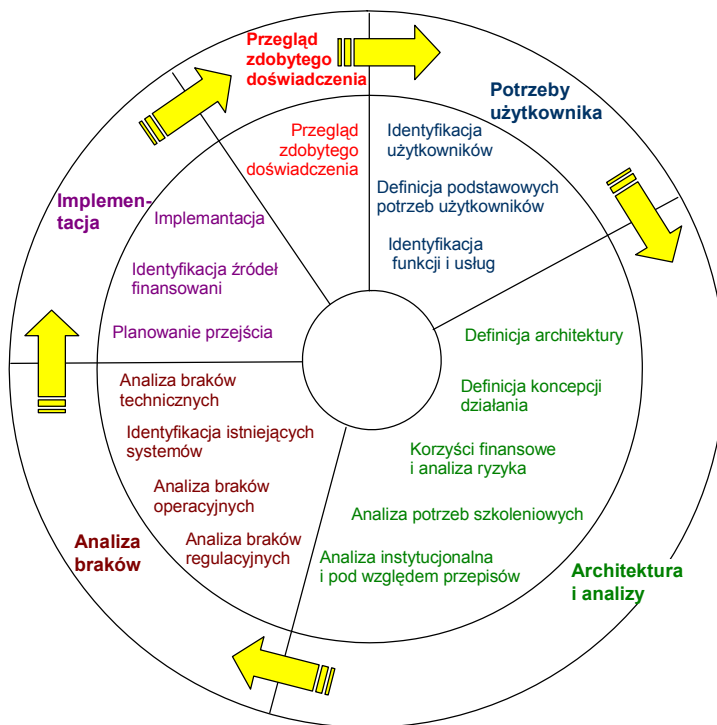 Przegląd
zdobytego
doświadczenia
Potrzeby
użytkownika
Przegląd
zdobytego
doświadczenia
Identyfikacja
użytkowników
Definicja podstawowych
potrzeb użytkowników
Identyfikacja
funkcji i usług
Implemen-
tacja
Implemantacja
Identyfikacja źródeł
finansowani
Planowanie przejścia
Definicja architektury
Definicja koncepcji
działania
Korzyści finansowe
i analiza ryzyka
Analiza potrzeb szkoleniowych
Analiza instytucjonalna
i pod względem przepisów
Architektura
i analizy
Analiza braków
technicznych
Identyfikacja istniejących
systemów
Analiza braków
operacyjnych
Analiza braków
regulacyjnych
Analiza
braków